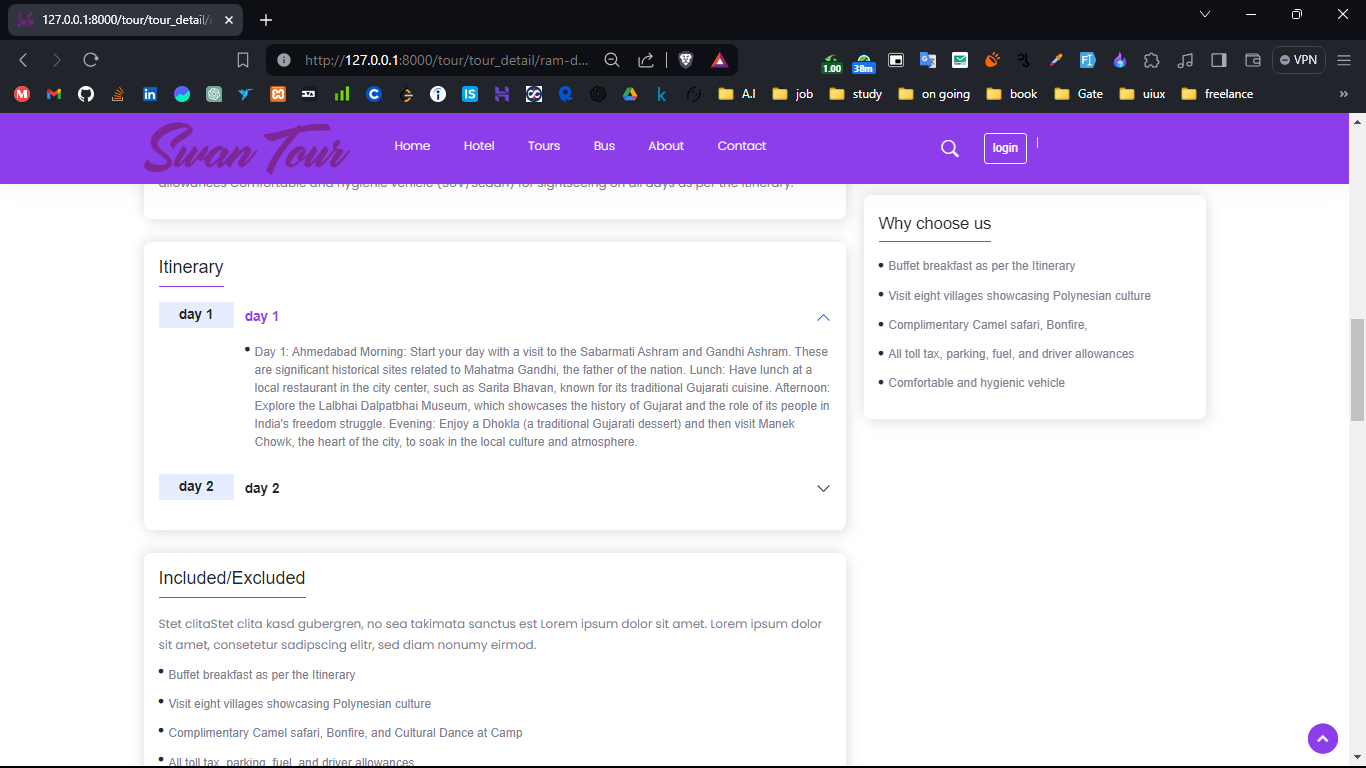 127.0.0.1:8000/tour/tour_detail/r
http://127.0.0.1:8000/tour/tour_detail/ram-d...
1.00
38m
VPN
A.I
job
study
on going
book
Gate
uiux
freelance
Swan Tour
Home
Hotel
Tours
Bus
About
Contact
login
allowances Comfortable and hygienic vehicle (SUV/Sedan) for sightseeing on all days as per the itinerary.
Itinerary
day 1
day 1
Day 1: Ahmedabad Morning: Start your day with a visit to the Sabarmati Ashram and Gandhi Ashram. These
are significant historical sites related to Mahatma Gandhi, the father of the nation. Lunch: Have lunch at a
local restaurant in the city center, such as Sarita Bhavan, known for its traditional Gujarati cuisine. Afternoon:
Explore the Lalbhai Dalpatbhai Museum, which showcases the history of Gujarat and the role of its people in
India's freedom struggle. Evening: Enjoy a Dhokla (a traditional Gujarati dessert) and then visit Manek
Chowk, the heart of the city, to soak in the local culture and atmosphere.
day 2
day 2
Included/Excluded
Stet clitaStet clita kasd gubergren, no sea takimata sanctus est Lorem ipsum dolor sit amet. Lorem ipsum dolor
sit amet, consetetur sadipscing elitr, sed diam nonumy eirmod.
Buffet breakfast as per the Itinerary
Visit eight villages showcasing Polynesian culture
Complimentary Camel safari, Bonfire, and Cultural Dance at Camp
All toll tax, parking, fuel, and driver allowances
Why choose us
Buffet breakfast as per the Itinerary
Visit eight villages showcasing Polynesian culture
Complimentary Camel safari, Bonfire,
All toll tax, parking, fuel, and driver allowances
Comfortable and hygienic vehicle